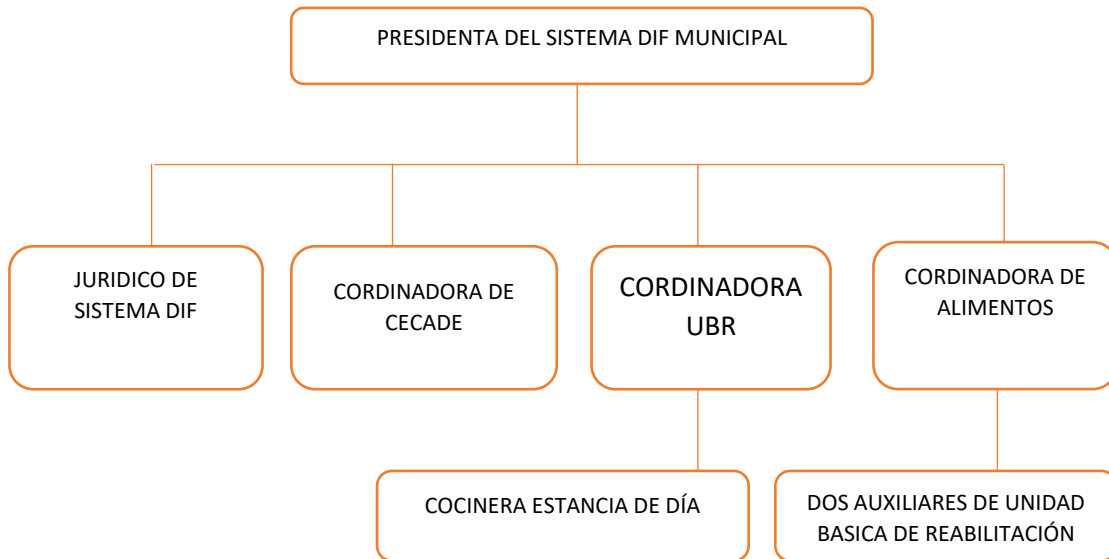 PRESIDENTA DEL SISTEMA DIF MUNICIPAL
JURIDICO DE
SISTEMA DIF
CORDINADORA DE
CECADE
CORDINADORA
UBR
CORDINADORA DE
ALIMENTOS
COCINERA ESTANCIA DE DÍA
DOS AUXILIARES DE UNIDAD
BASICA DE REABILITACIÓN